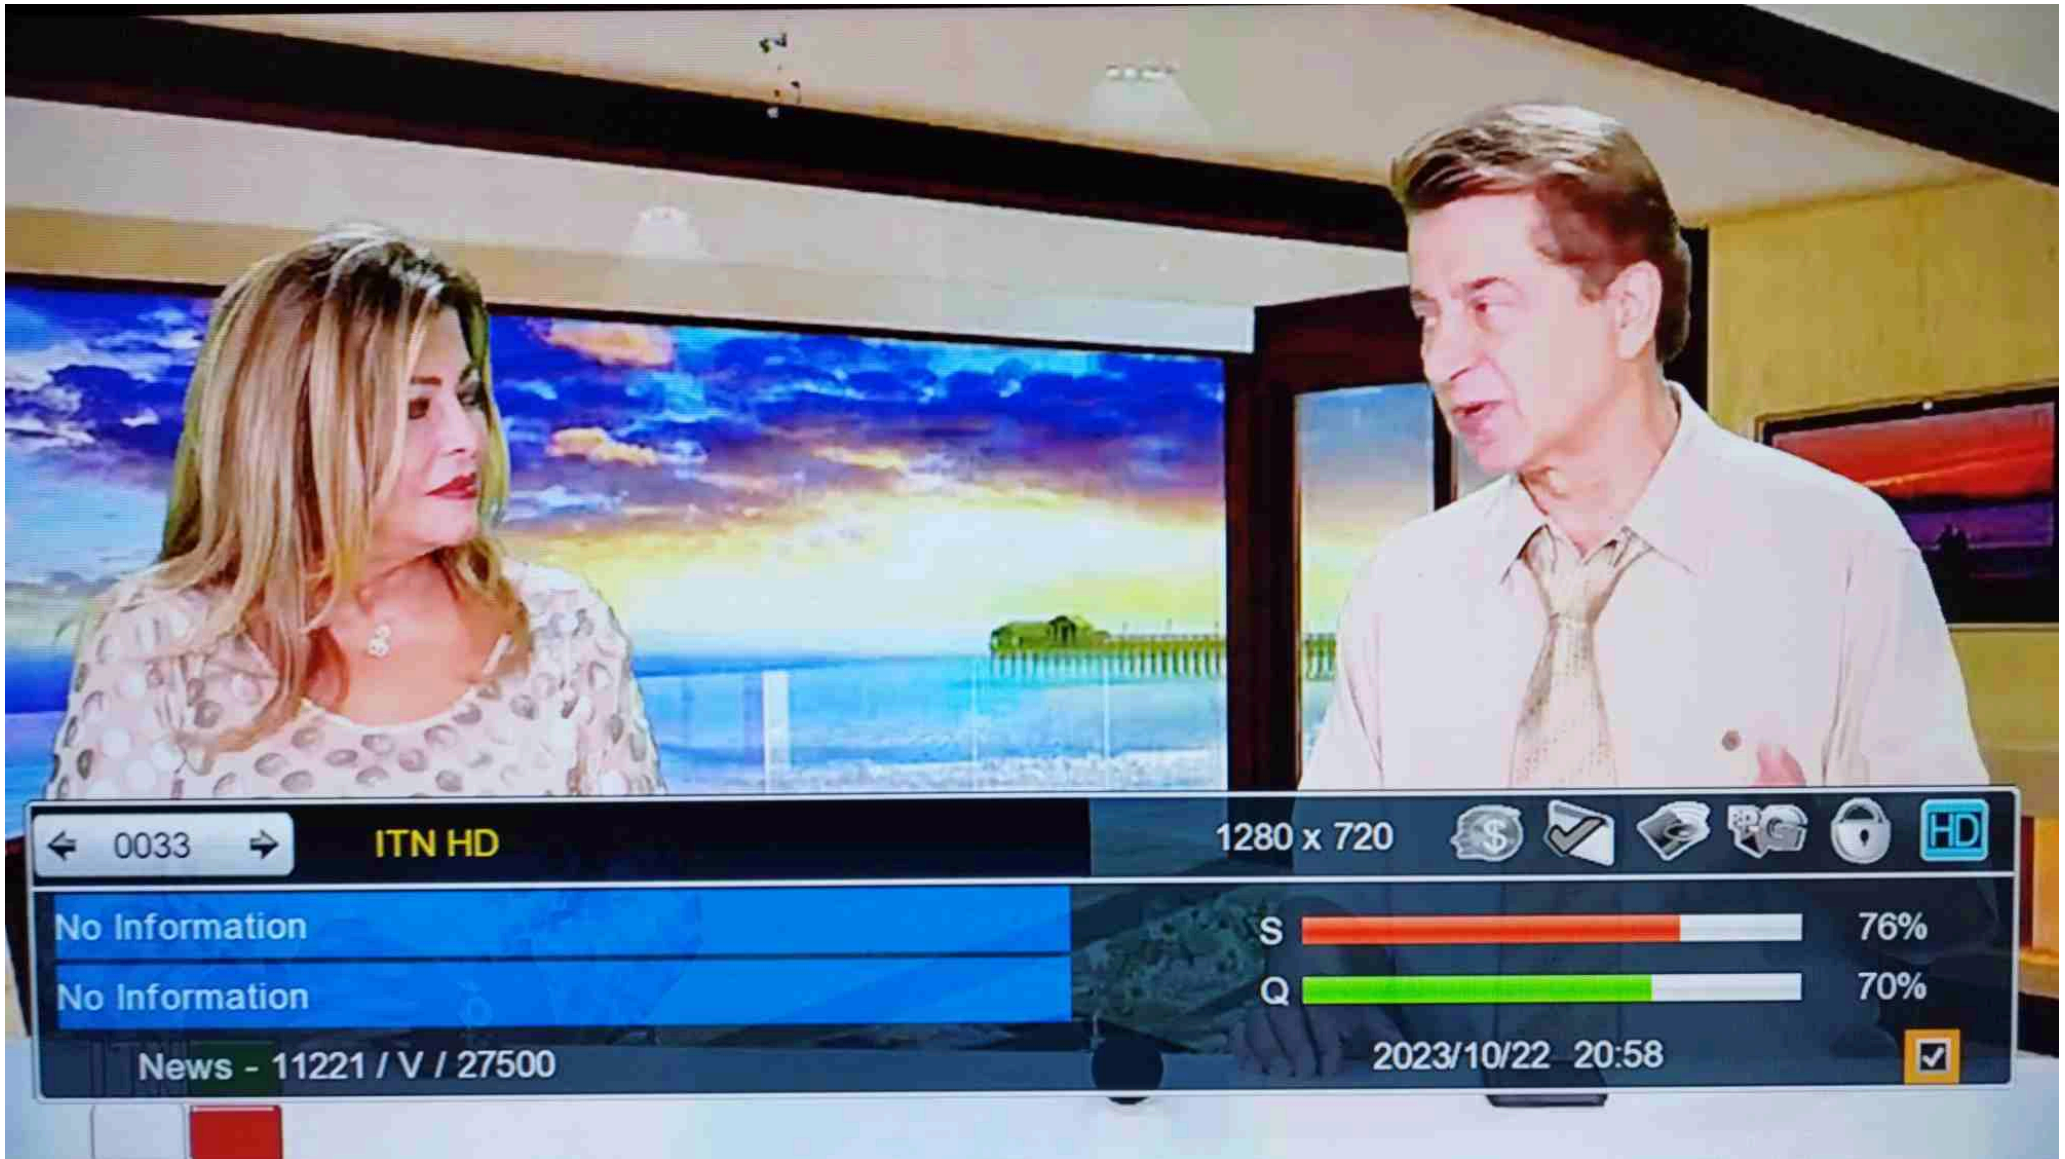 0033 ITN HD 1280 x 720 $ HD
No Information
S 76%
No Information
Q 70%
News - 11221 / V / 27500 2023/10/22 20:58